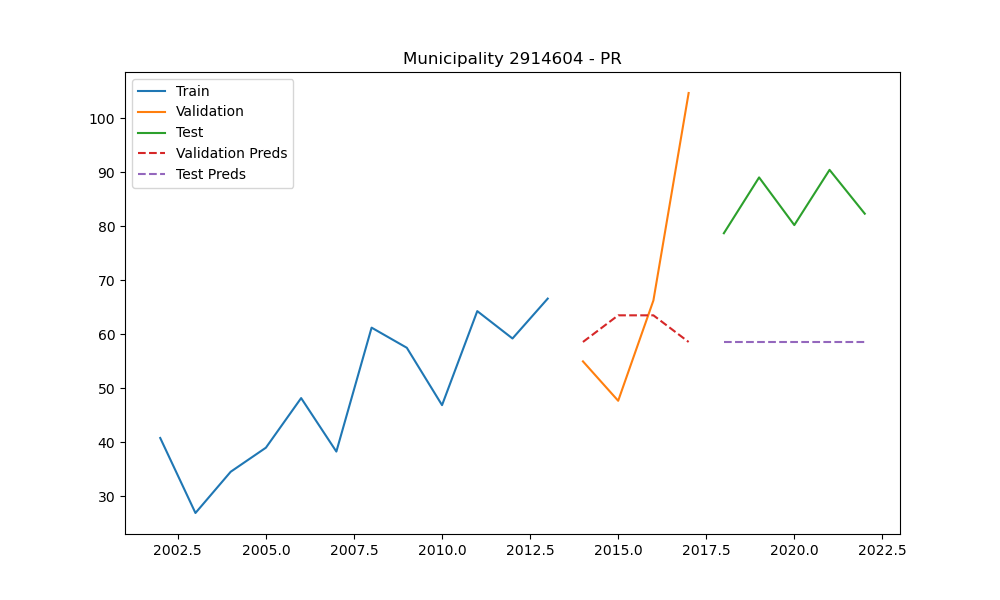 Municipality 2914604 - PR
Train
Validation
Test
Validation Preds
Test Preds
100
90
80
70
60
50
40
30
2002.5 2005.0 2007.5 2010.0 2012.5 2015.0 2017.5 2020.0 2022.5